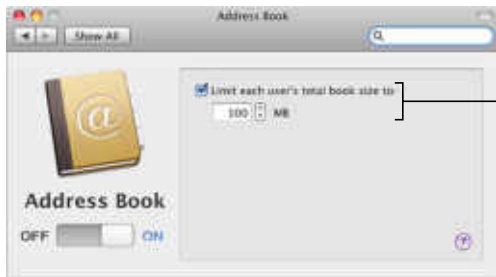 Address Book
Show All
Limit each user's total book size to
100 MB
@
Address Book
OFF ON
?